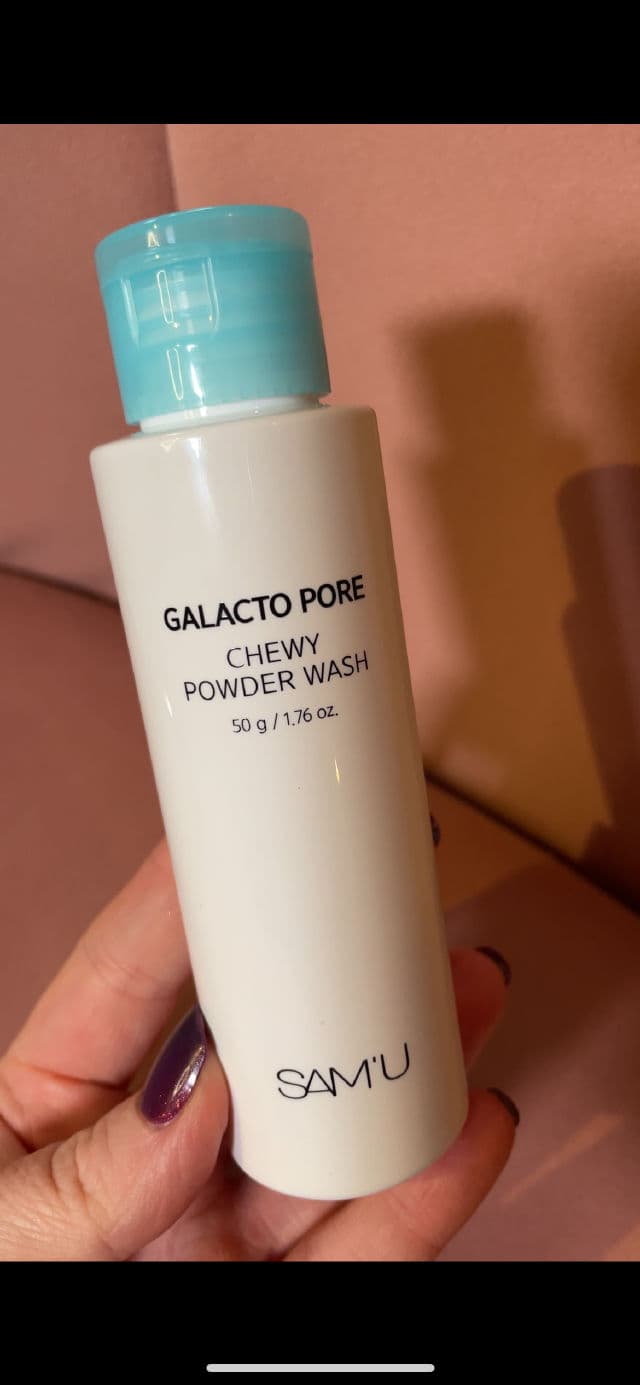 GALACTO PORE
CHEWY
POWDER WASH
50 g / 1.76 oz.
SAM'U